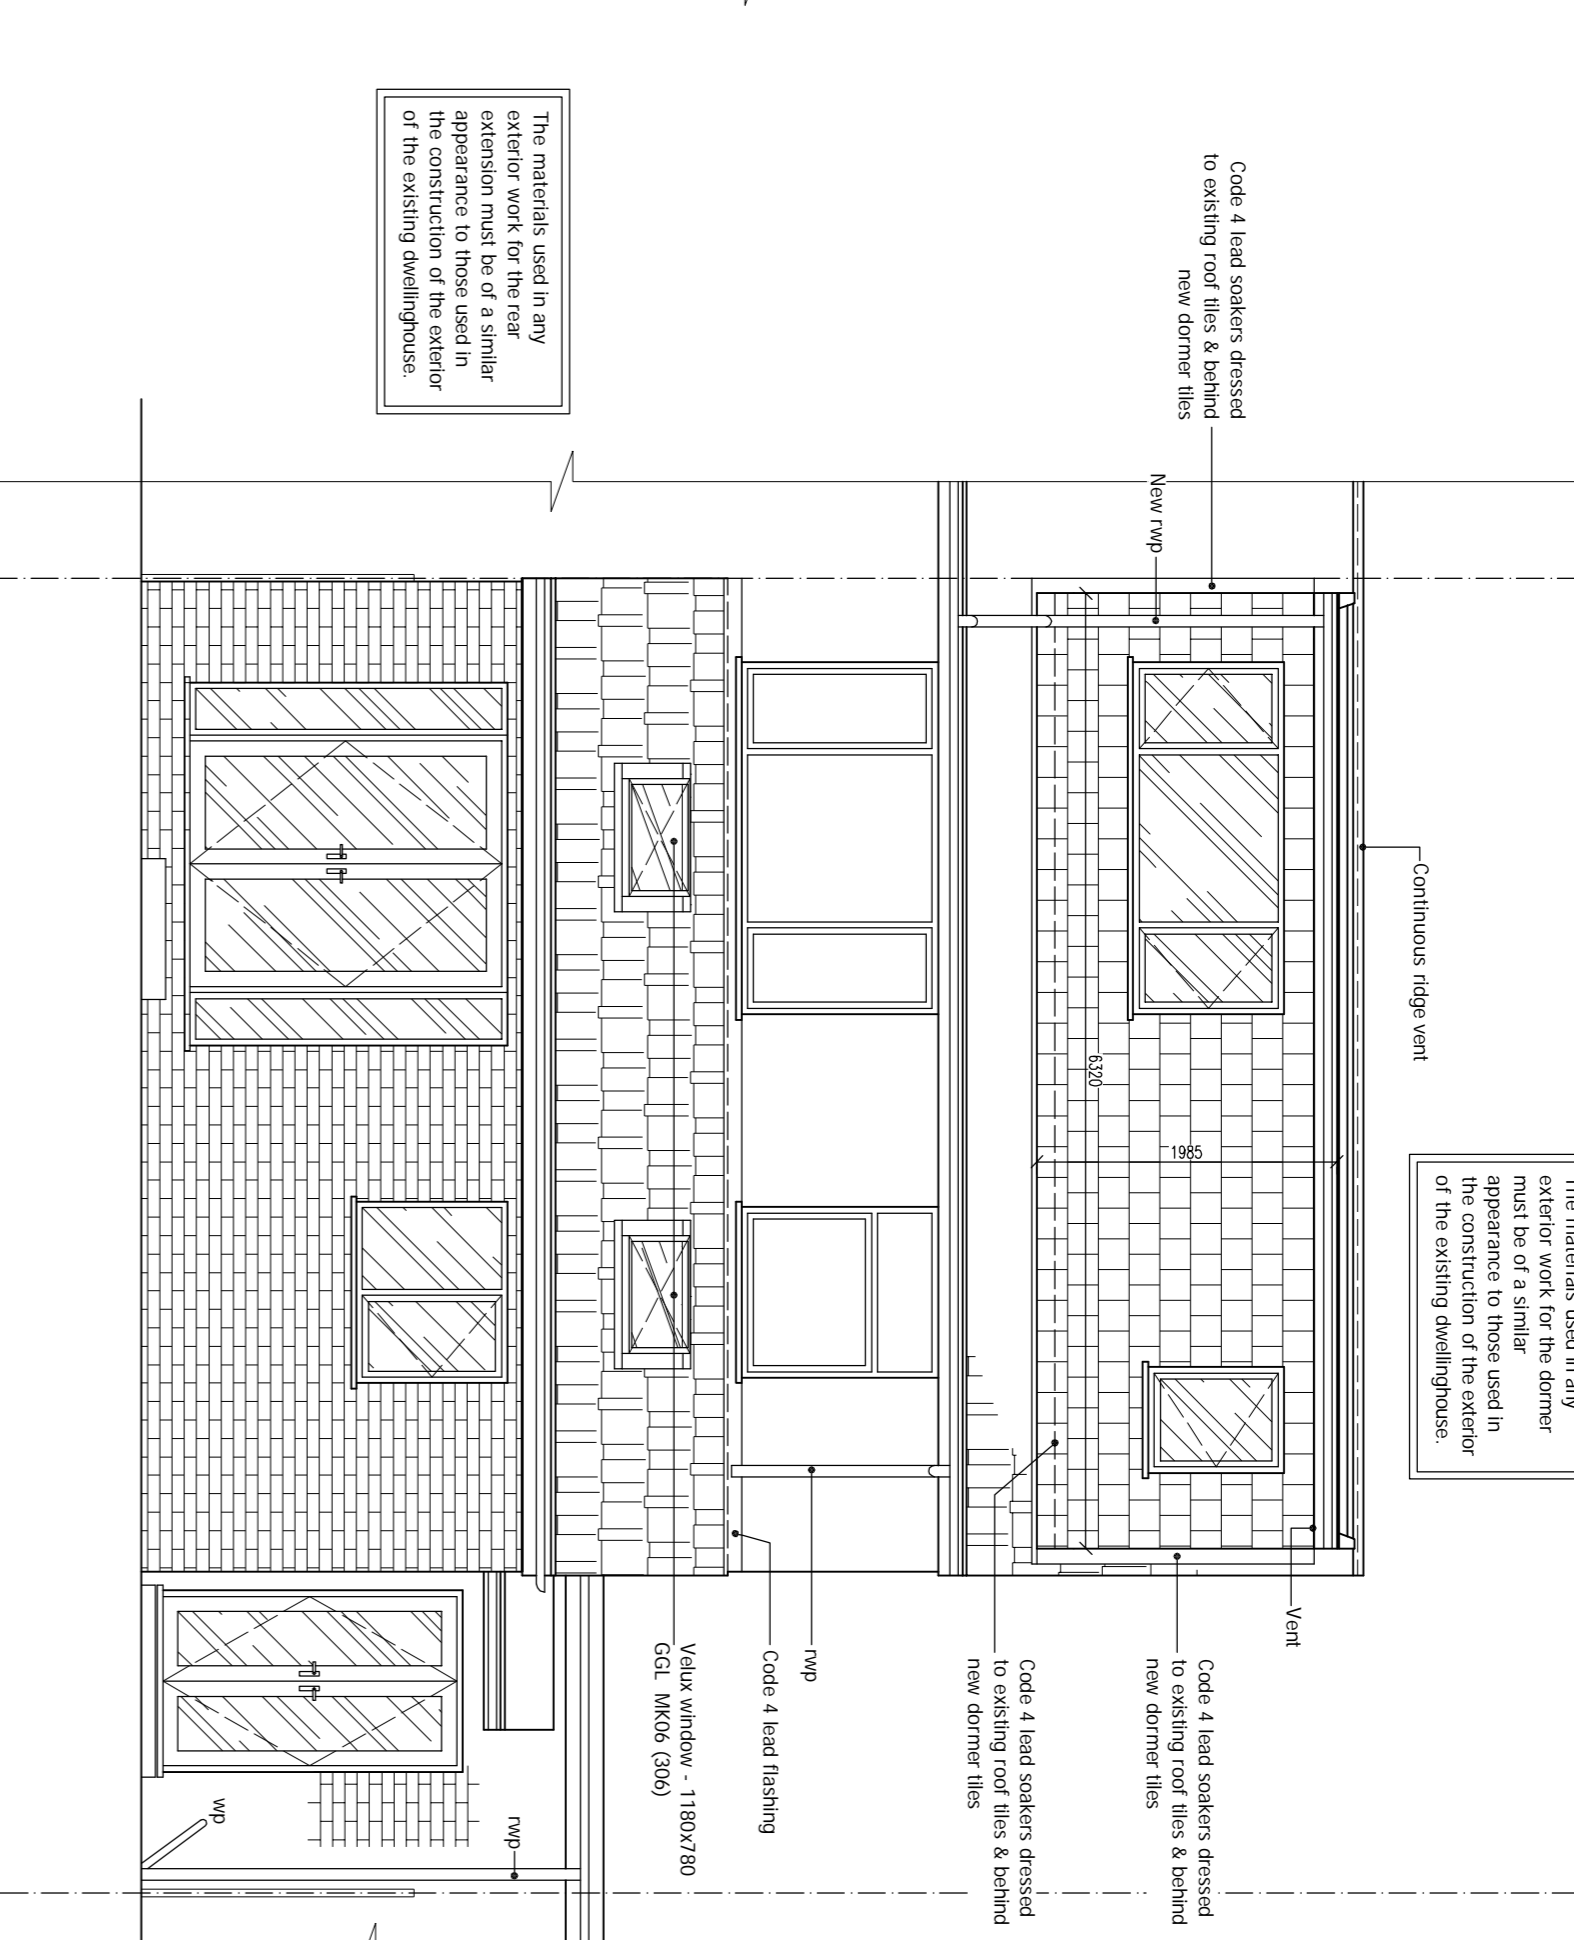 Code 4 lead soakers dressed
to existing roof tiles & behind
new dormer tiles
New rwp
The materials used in any
exterior work for the rear
extension must be of a similar
appearance to those used in
the construction of the exterior
of the existing dwellinghouse.
Continuous ridge vent
The materials used in any
exterior work for the dormer
must be of a similar
appearance to those used in
the construction of the exterior
of the existing dwellinghouse.
6320
1985
Vent
Code 4 lead soakers dressed
to existing roof tiles & behind
new dormer tiles
Code 4 lead soakers dressed
to existing roof tiles & behind
new dormer tiles
rwp
Code 4 lead flashing
Velux window - 1180x780
GGL MK06 (306)
rwp
wp